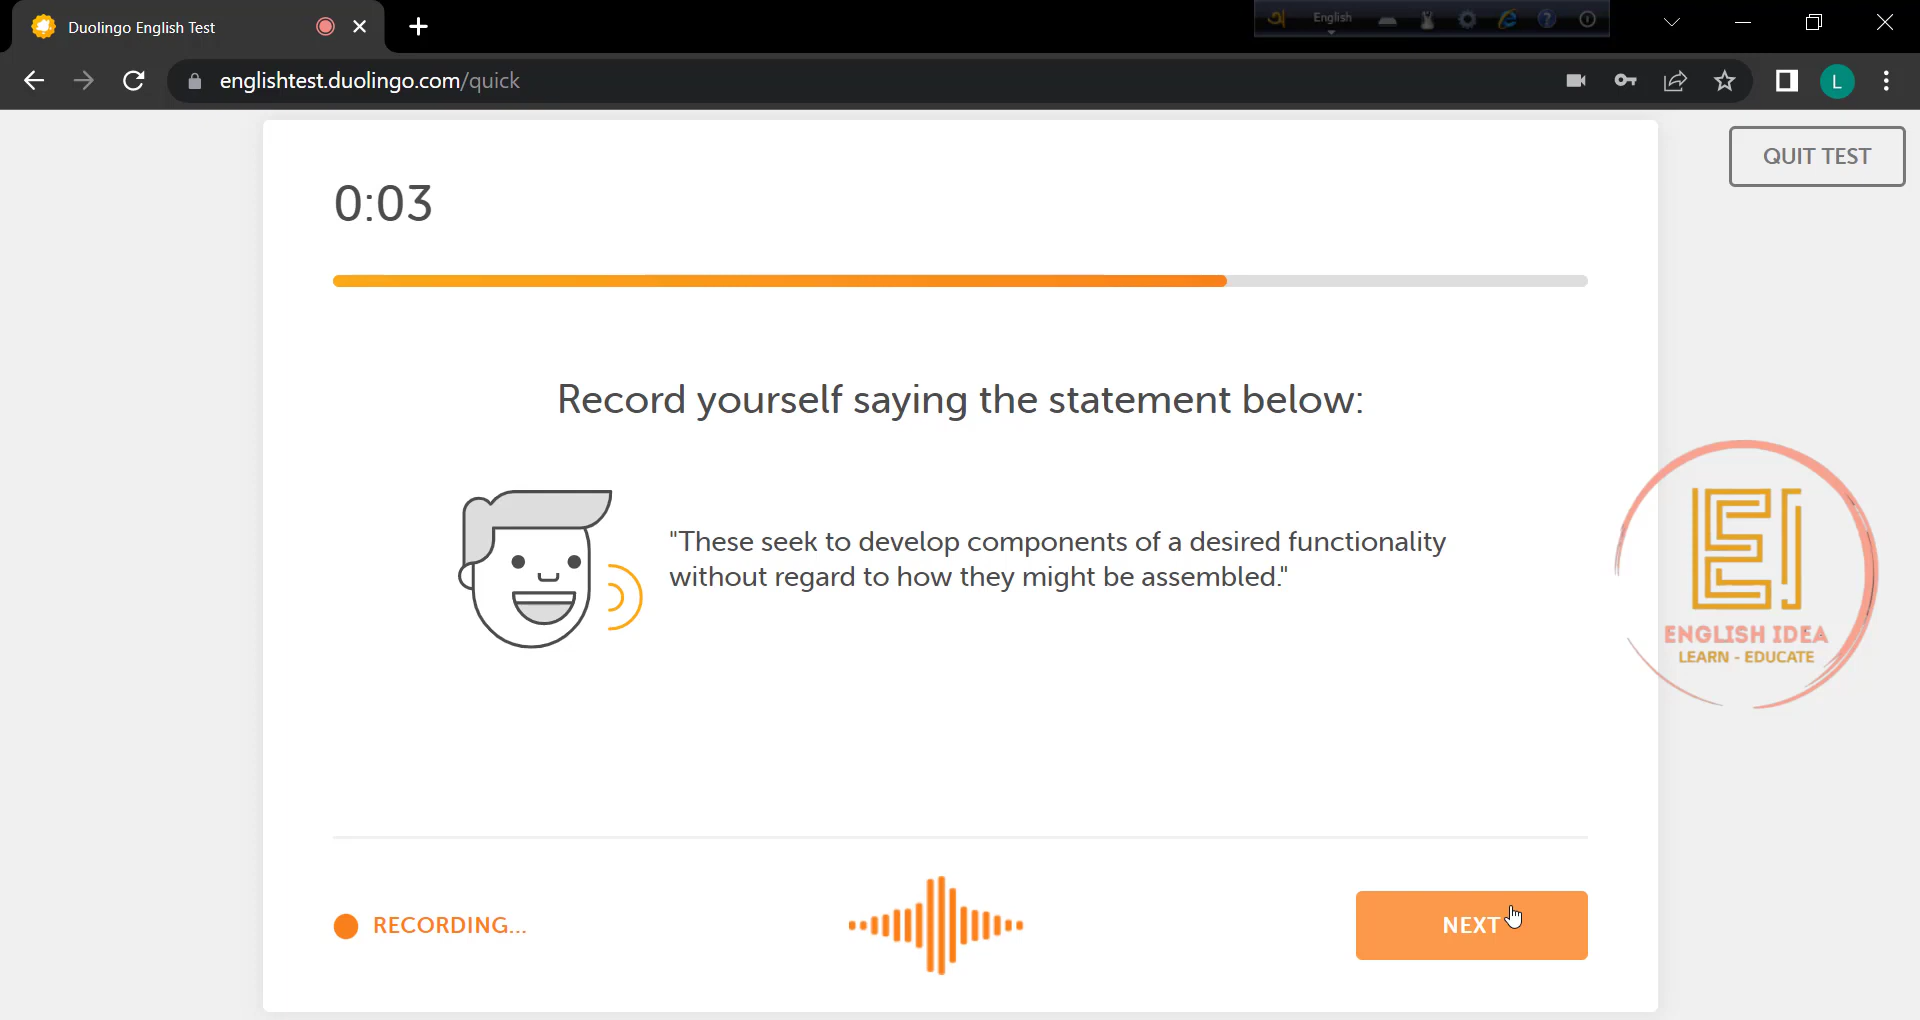 Duolingo English Test
English
englishtest.duolingo.com/quick
L
QUIT TEST
0:03
Record yourself saying the statement below:
"These seek to develop components of a desired functionality
without regard to how they might be assembled."
EI
ENGLISH IDEA
LEARN - EDUCATE
RECORDING...
NEXT